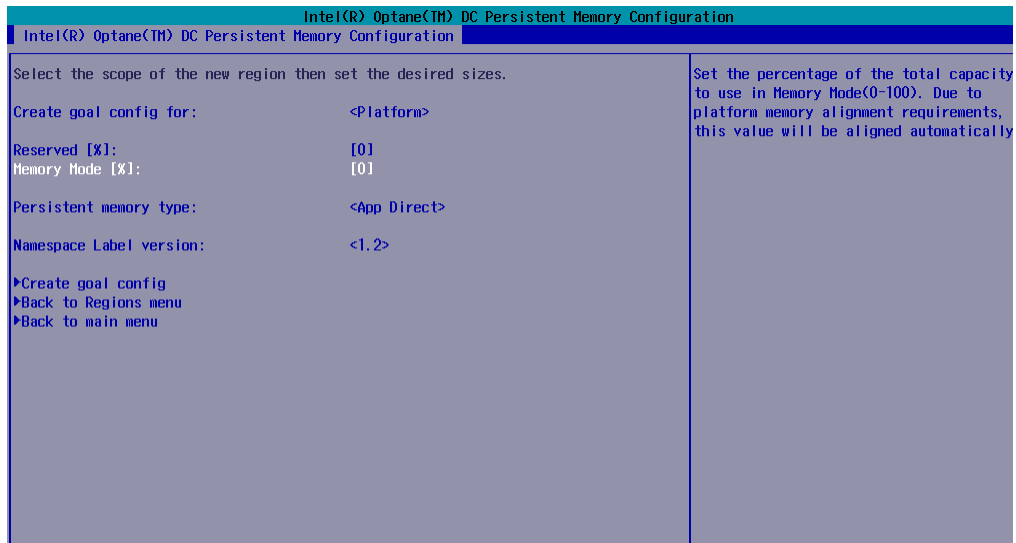 Intel(R) Optane(TM) DC Persistent Memory Configuration
Intel(R) Optane(TM) DC Persistent Memory Configuration
Select the scope of the new region then set the desired sizes.
Create goal config for: <Platform>
Reserved [%]: [0]
Memory Mode [%]: [0]
Persistent memory type: <App Direct>
Namespace Label version: <1.2>
Create goal config
Back to Regions menu
Back to main menu
Set the percentage of the total capacity
to use in Memory Mode(0-100). Due to
platform memory alignment requirements,
this value will be aligned automatically